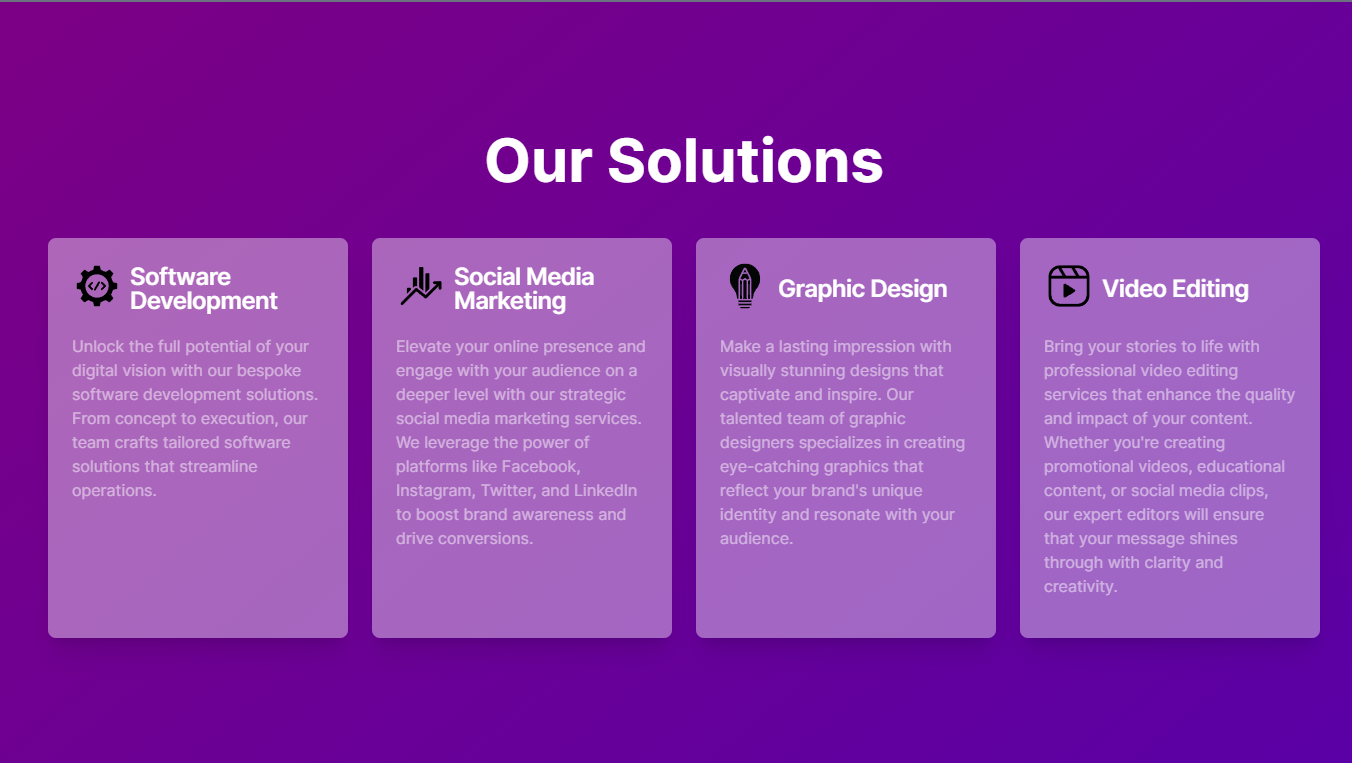 Our Solutions
Software
Development
Unlock the full potential of your
digital vision with our bespoke
software development solutions.
From concept to execution, our
team crafts tailored software
solutions that streamline
operations.
Social Media
Marketing
Elevate your online presence and
engage with your audience on a
deeper level with our strategic
social media marketing services.
We leverage the power of
platforms like Facebook,
Instagram, Twitter, and LinkedIn
to boost brand awareness and
drive conversions.
Graphic Design
Make a lasting impression with
visually stunning designs that
captivate and inspire. Our
talented team of graphic
designers specializes in creating
eye-catching graphics that
reflect your brand's unique
identity and resonate with your
audience.
Video Editing
Bring your stories to life with
professional video editing
services that enhance the quality
and impact of your content.
Whether you're creating
promotional videos, educational
content, or social media clips,
our expert editors will ensure
that your message shines
through with clarity and
creativity.